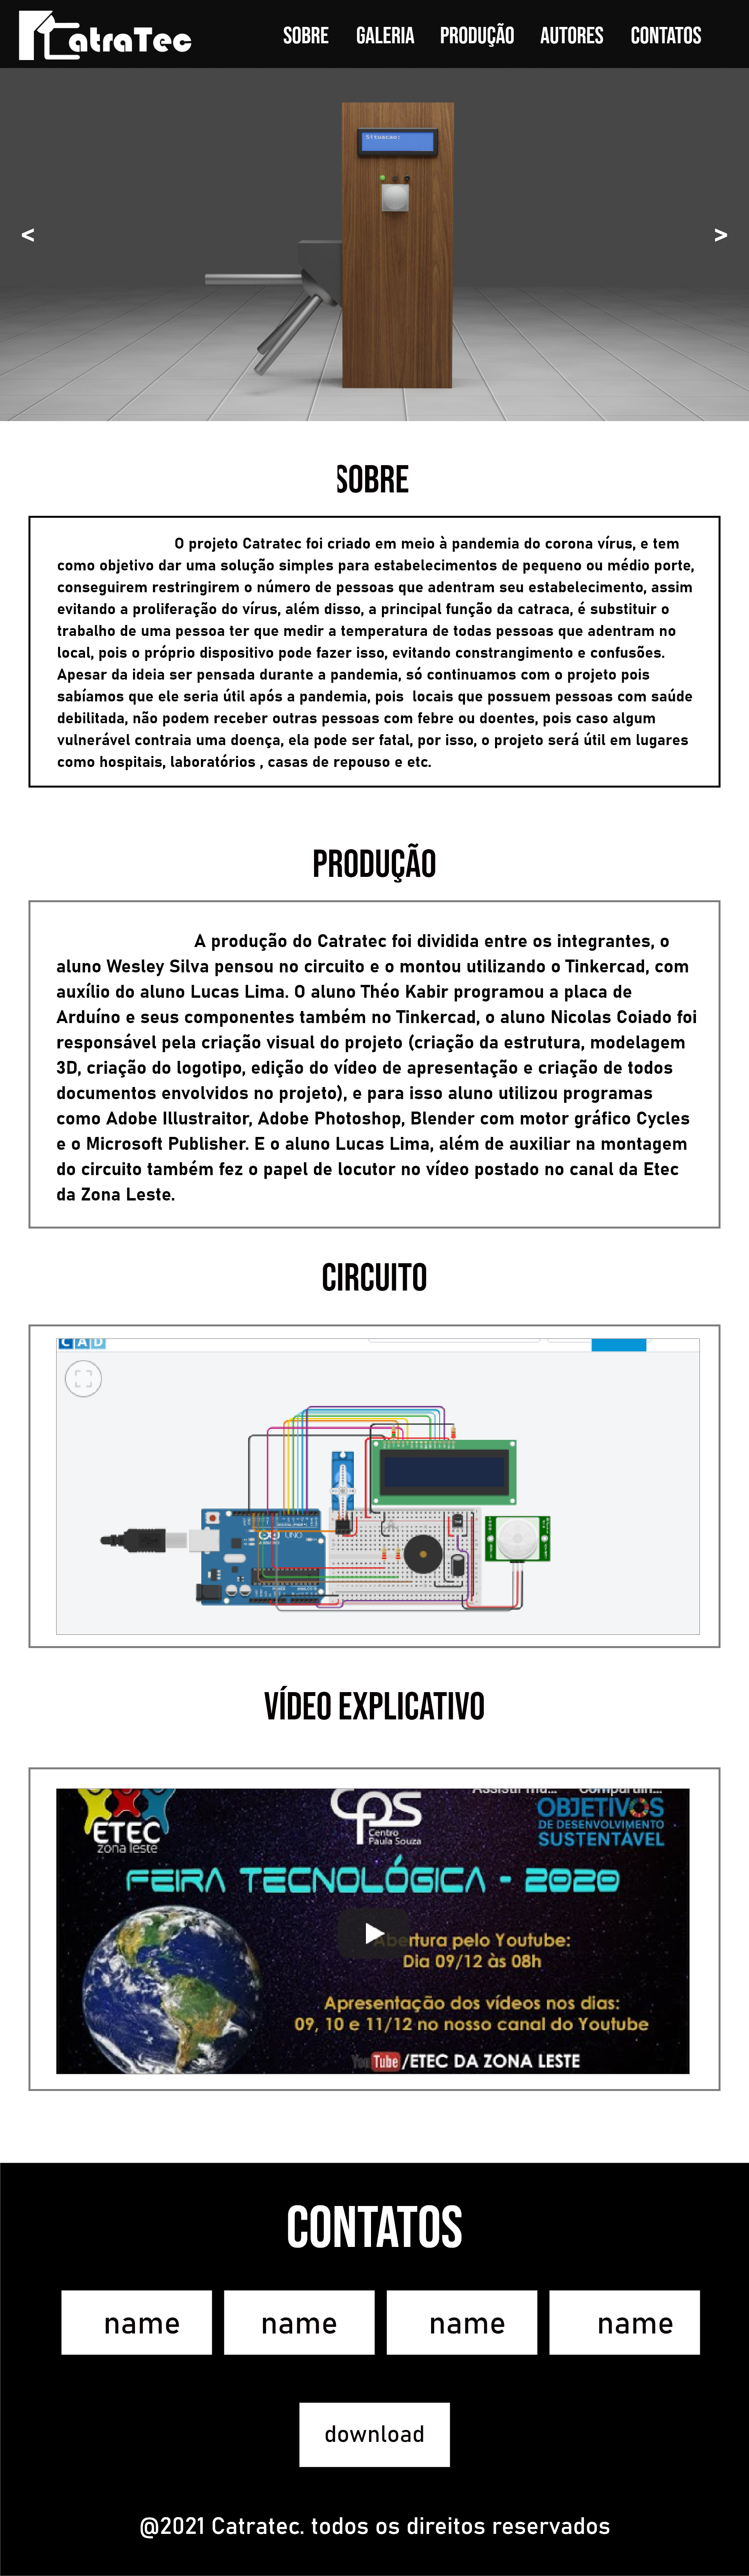 CatraTec
SOBRE GALERIA PRODUÇÃO AUTORES CONTATOS
Situacao:
< >
SOBRE
O projeto Catratec foi criado em meio à pandemia do corona vírus, e tem
como objetivo dar uma solução simples para estabelecimentos de pequeno ou médio porte,
conseguirem restringirem o número de pessoas que adentram seu estabelecimento, assim
evitando a proliferação do vírus, além disso, a principal função da catraca, é substituir o
trabalho de uma pessoa ter que medir a temperatura de todas pessoas que adentram no
local, pois o próprio dispositivo pode fazer isso, evitando constrangimento e confusões.
Apesar da ideia ser pensada durante a pandemia, só continuamos com o projeto pois
sabíamos que ele seria útil após a pandemia, pois locais que possuem pessoas com saúde
debilitada, não podem receber outras pessoas com febre ou doentes, pois caso algum
vulnerável contraia uma doença, ela pode ser fatal, por isso, o projeto será útil em lugares
como hospitais, laboratórios , casas de repouso e etc.
PRODUÇÃO
A produção do Catratec foi dividida entre os integrantes, o
aluno Wesley Silva pensou no circuito e o montou utilizando o Tinkercad, com
auxílio do aluno Lucas Lima. O aluno Théo Kabir programou a placa de
Arduíno e seus componentes também no Tinkercad, o aluno Nicolas Coiado foi
responsável pela criação visual do projeto (criação da estrutura, modelagem
3D, criação do logotipo, edição do vídeo de apresentação e criação de todos
documentos envolvidos no projeto), e para isso aluno utilizou programas
como Adobe Illustraitor, Adobe Photoshop, Blender com motor gráfico Cycles
e o Microsoft Publisher. E o aluno Lucas Lima, além de auxiliar na montagem
do circuito também fez o papel de locutor no vídeo postado no canal da Etec
da Zona Leste.
CIRCUITO
CAD
UNO
VÍDEO EXPLICATIVO
Assistir ma... Compartilh...
ETEC
zona leste
CPS
Centro
Paula Souza
OBJETIVOS
DE DESENVOLVIMENTO
SUSTENTÁVEL
FEIRA TECNOLÓGICA - 2020
Abertura pelo Youtube:
Dia 09/12 às 08h
Apresentação dos vídeos nos dias:
09, 10 e 11/12 no nosso canal do Youtube
YouTube /ETEC DA ZONA LESTE
CONTATOS
name name name name
download
@2021 Catratec. todos os direitos reservados